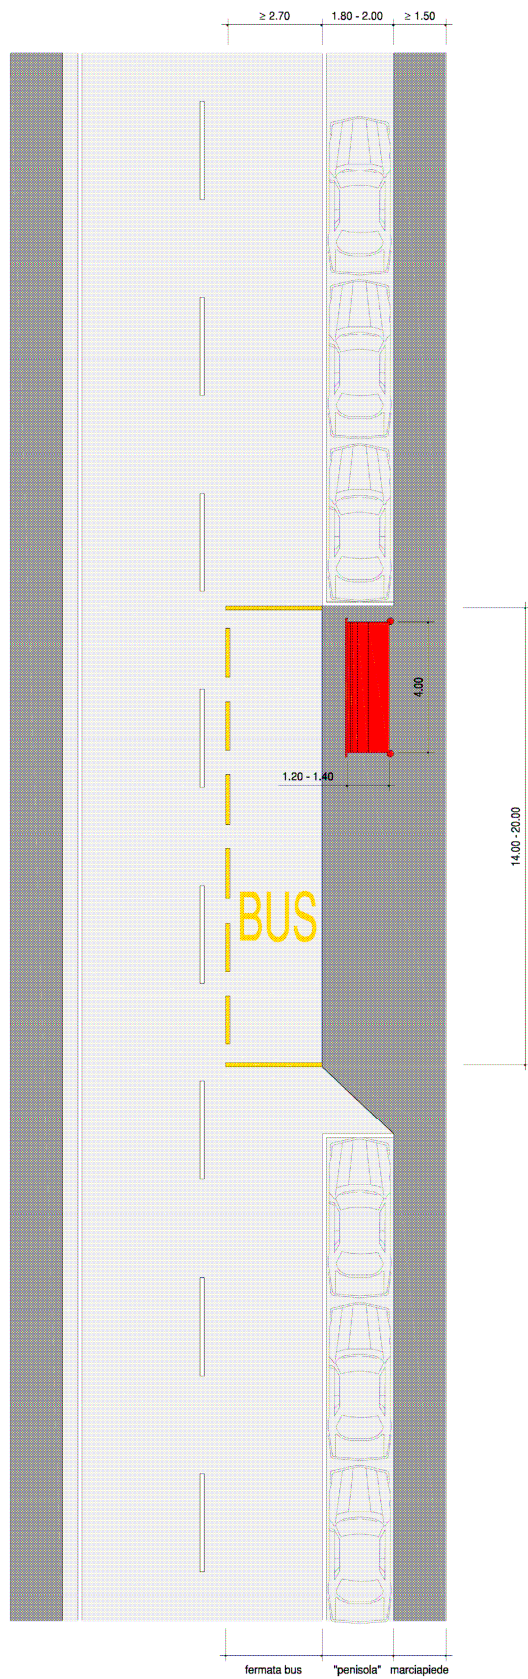 ≥ 2.70 1.80 - 2.00 ≥ 1.50
4.00
1.20 - 1.40
14.00 - 20.00
BUS
fermata bus "penisola" marciapiede